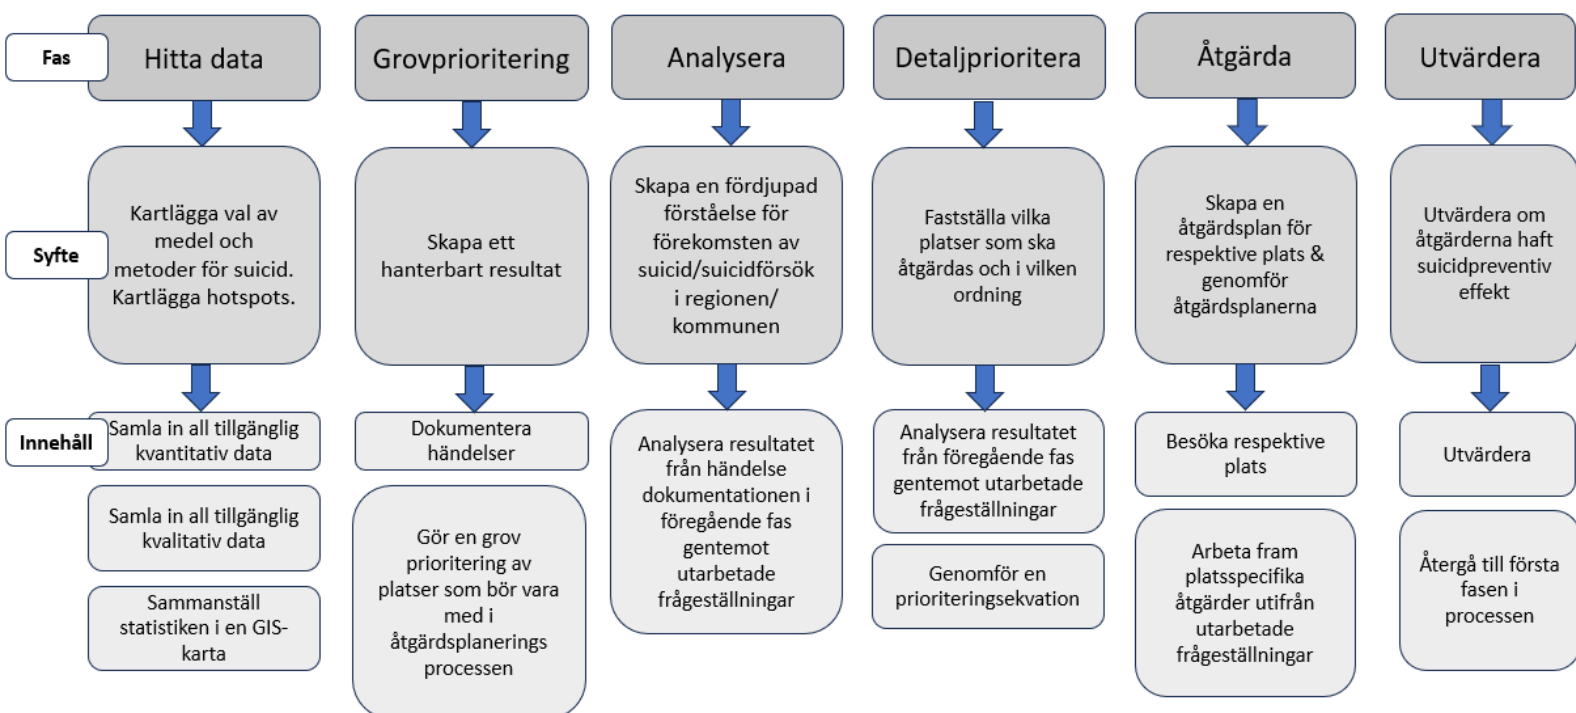 Fas
Hitta data
Grovprioritering
Analysera
Detaljprioritera
Åtgärda
Utvärdera
Syfte
Kartlägga val av
medel och
metoder för suicid.
Kartlägga hotspots.
Skapa ett
hanterbart resultat
Skapa en fördjupad
förståelse för
förekomsten av
suicid/suicidförsök
i regionen/
kommunen
Fastställa vilka
platser som ska
åtgärdas och i vilken
ordning
Skapa en
åtgärdsplan för
respektive plats &
genomför
åtgärdsplanerna
Utvärdera om
åtgärderna haft
suicidpreventiv
effekt
Innehåll
Samla in all tillgänglig
kvantitativ data
Samla in all tillgänglig
kvalitativ data
Sammanställ
statistiken i en GIS-
karta
Dokumentera
händelser
Gör en grov
prioritering av
platser som bör vara
med i
åtgärdsplanerings
processen
Analysera resultatet
från händelse
dokumentationen i
föregående fas
gentemot
utarbetade
frågeställningar
Analysera resultatet
från föregående fas
gentemot utarbetade
frågeställningar
Genomför en
prioriteringsekvation
Besöka respektive
plats
Arbeta fram
platsspecifika
åtgärder utifrån
utarbetade
frågeställningar
Utvärdera
Återgå till första
fasen i
processen